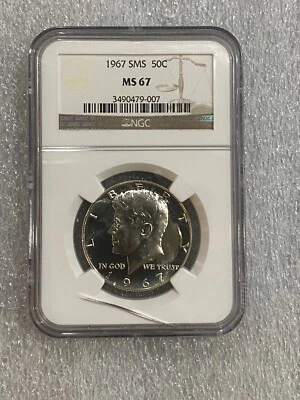 1967 SMS 50C
MS 67
3490479-007
NGC
LIBERTY
IN GOD WE TRUST
1967